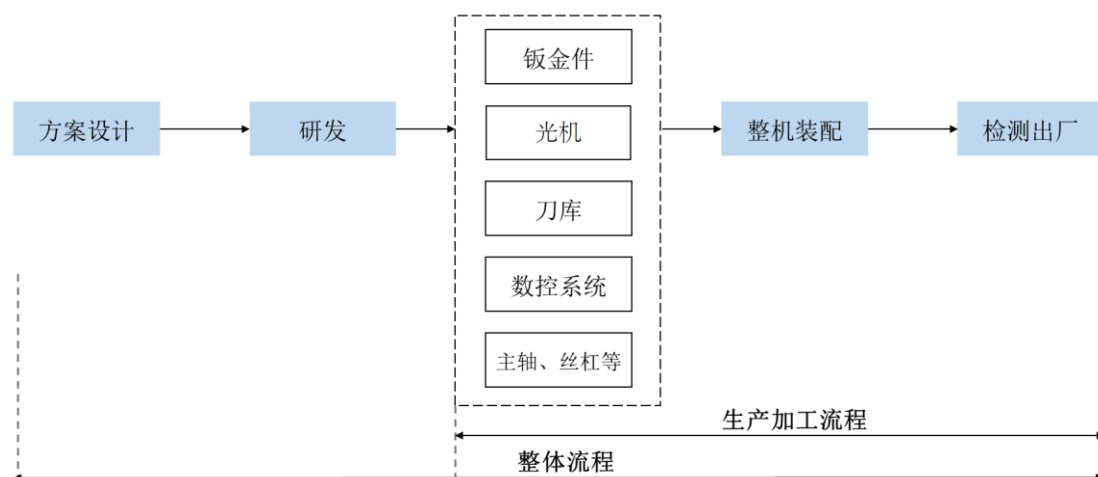 方案设计
研发
钣金件
光机
刀库
数控系统
主轴、丝杠等
整机装配
检测出厂
生产加工流程
整体流程